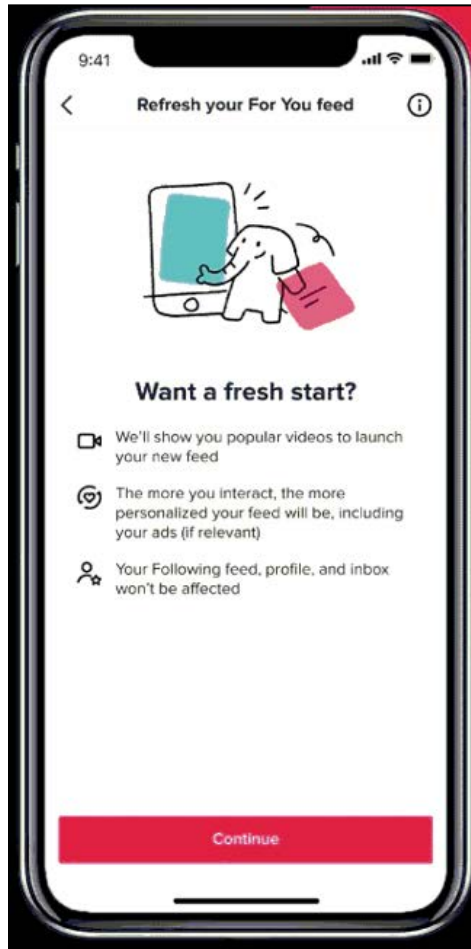 9:41
Refresh your For You feed
Want a fresh start?
We'll show you popular videos to launch
your new feed
The more you interact, the more
personalized your feed will be, including
your ads (if relevant)
Your Following feed, profile, and inbox
won't be affected
Continue